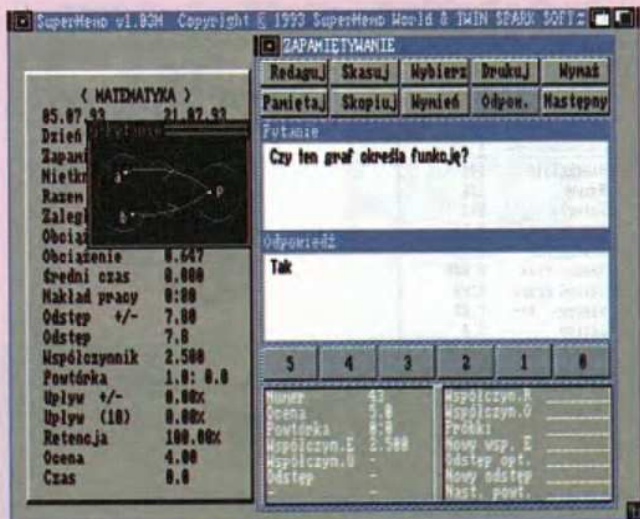 SuperMemo v1.03M Copyright © 1993 SuperMemo World & TWIN SPARK SOFT
ZAPAMIĘTYWANIE
Redaguj Skasuj Wybierz Drukuj Wymaż
Pamiętaj Skopiuj Wymień Odpow. Następny
Pytanie
Czy ten graf określa funkcję?
Odpowiedź
Tak
5 4 3 2 1 0
Numer 43
Ocena 5.0
Powtórka 0:0
Współczyn.E 2.500
Współczyn.U -
Odstęp -
Współczyn.R
Współczyn.O
Próbki
Nowy wsp. E
Odstęp opt.
Nowy odstęp
Nast. powt.
( MATEMATYKA )
05.07.93 21.07.93
Dzień
Pytanie
a
b
p
Obciążenie 0.647
Średni czas 0.000
Nakład pracy 0:00
Odstęp +/- 7.00
Odstęp 7.0
Współczynnik 2.500
Powtórka 1.0: 0.0
Upływ +/- 0.00%
Upływ (10) 0.00%
Retencja 100.00%
Ocena 4.00
Czas 0.0